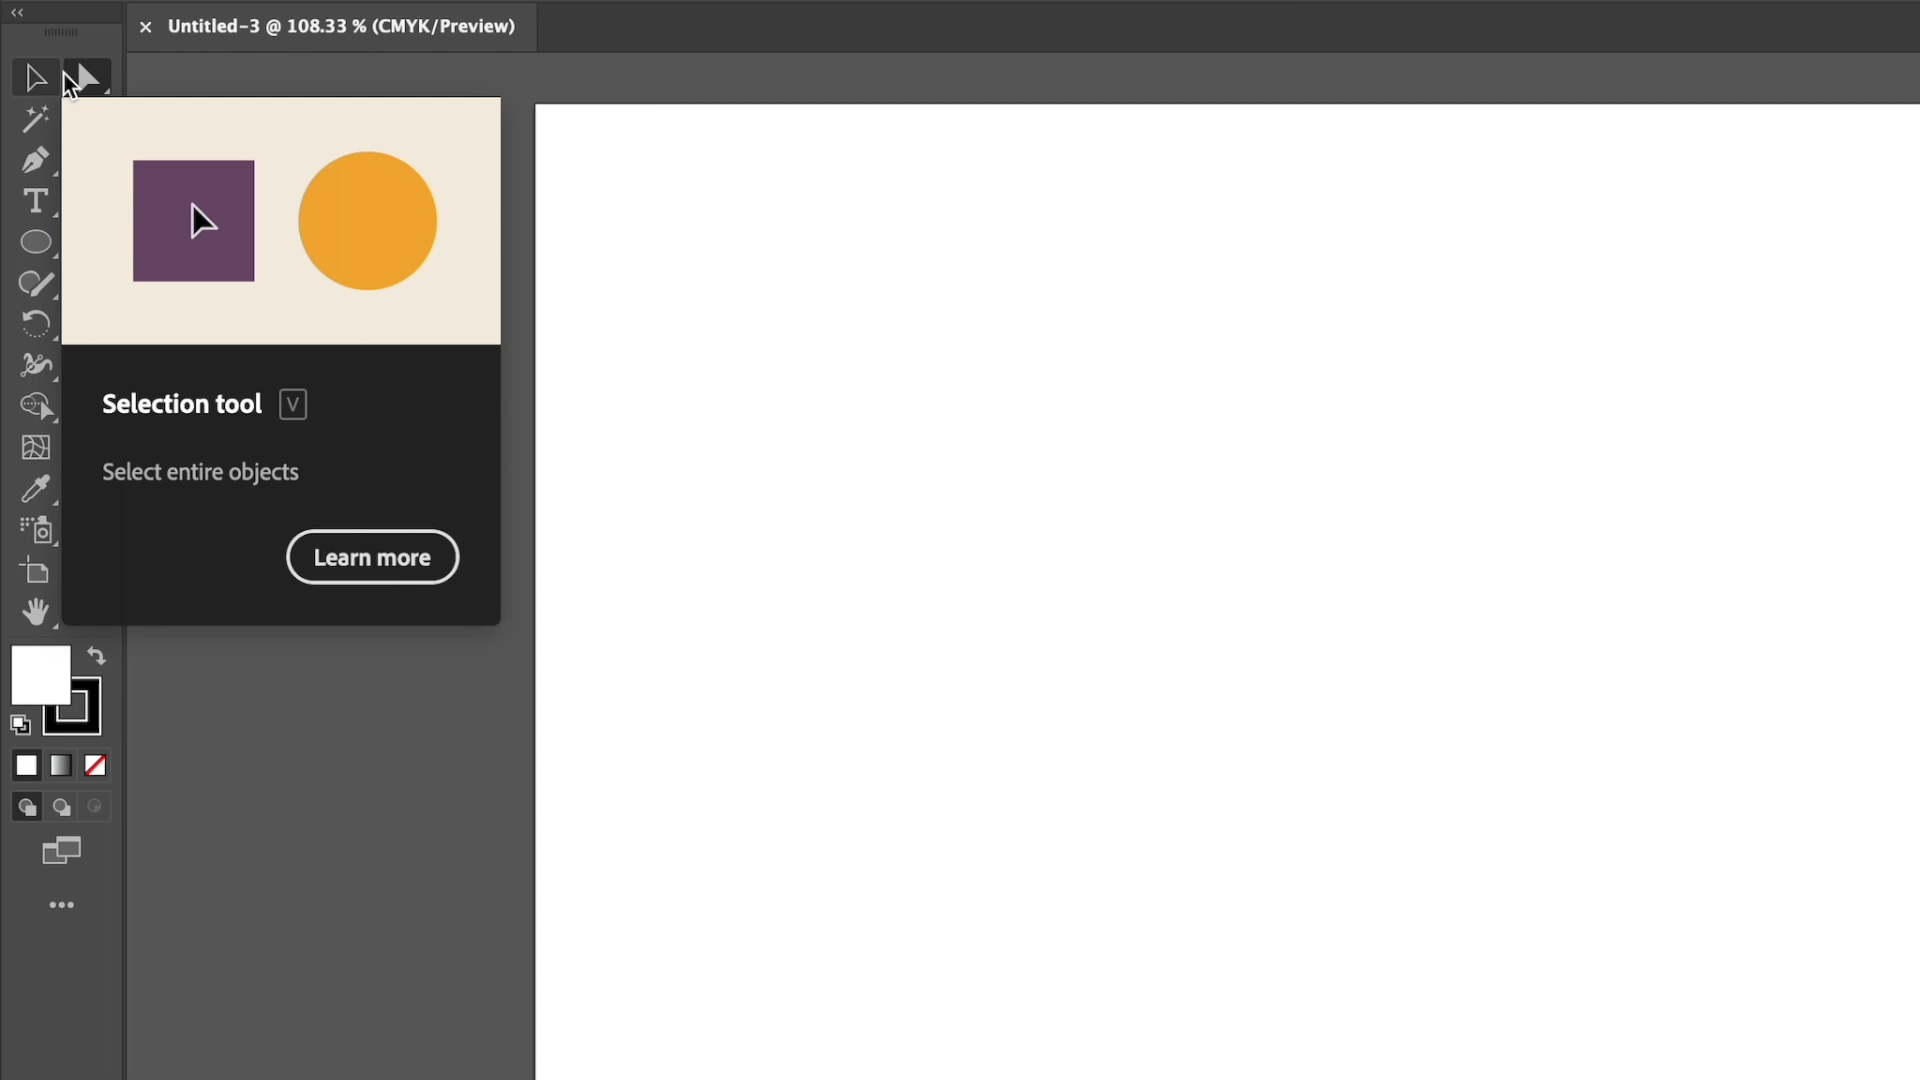 Untitled-3 @ 108.33 % (CMYK/Preview)
Selection tool V
Select entire objects
Learn more